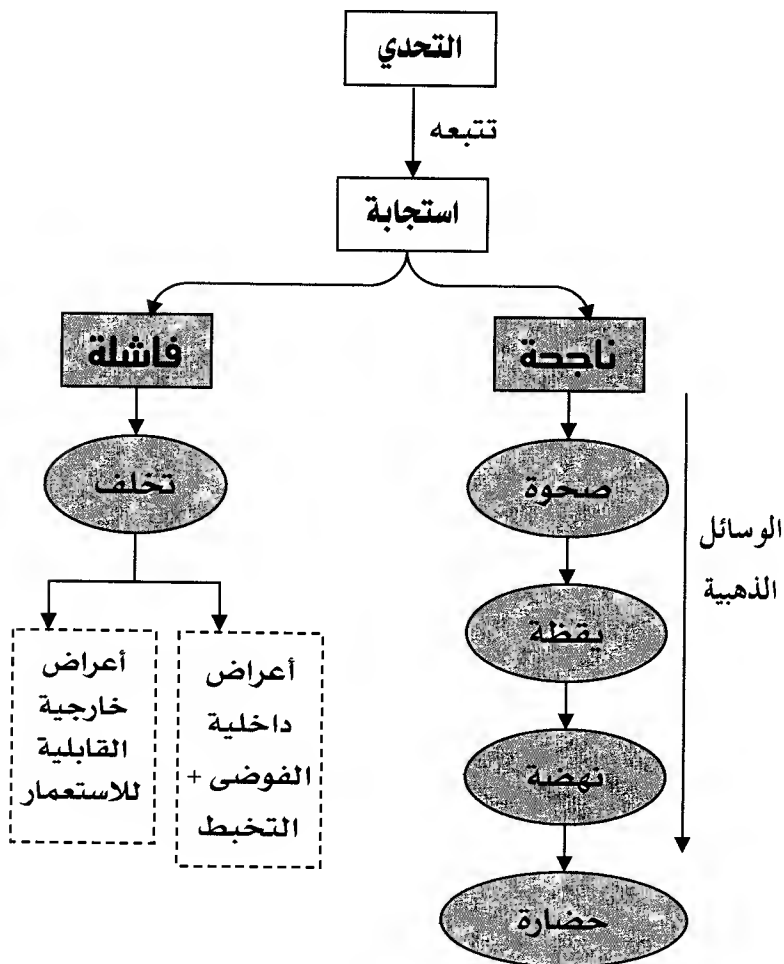 التحدي
تتبعه
استجابة
ناجحة
فاشلة
صحوة
تخلف
الوسائل
الذهبية
يقظة
أعراض
داخلية
الفوضى +
التخبط
أعراض
خارجية
القابلية
للاستعمار
نهضة
حضارة